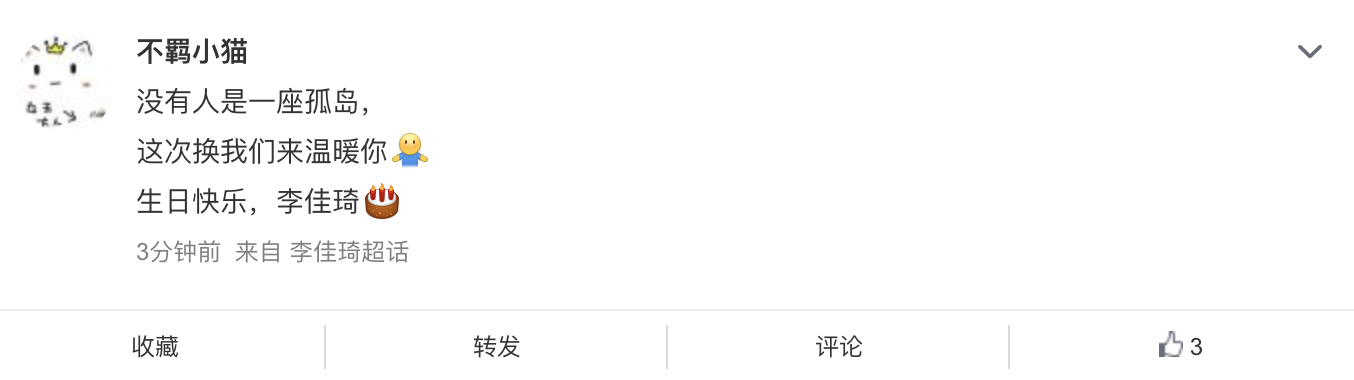 不羁小猫
没有人是一座孤岛，
这次换我们来温暖你
生日快乐，李佳琦🎂
3分钟前 来自 李佳琦超话
收藏
转发
评论
3